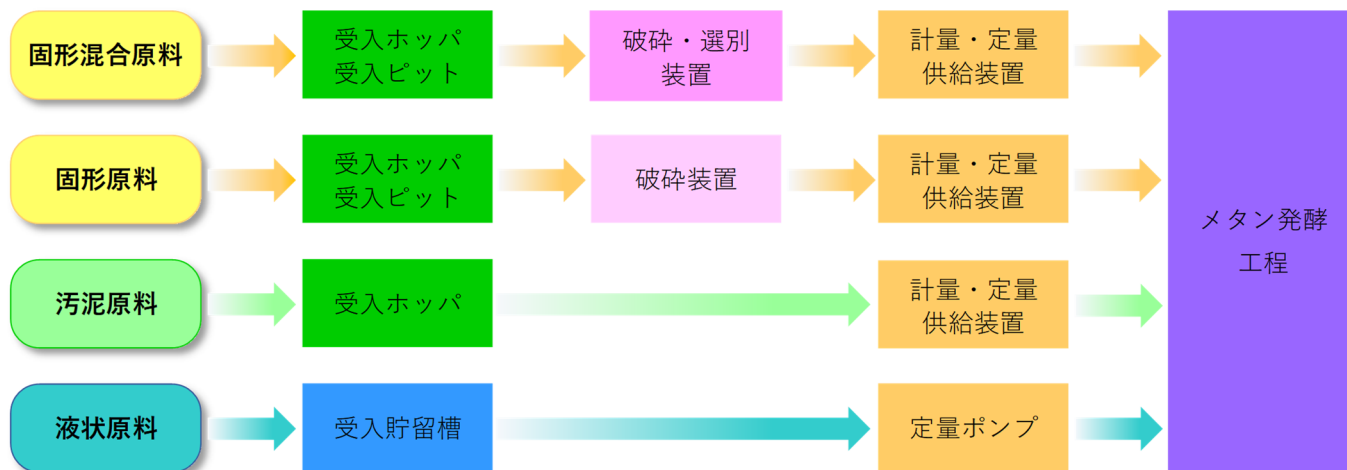 固形混合原料
受入ホッパ
受入ピット
破砕・選別
装置
計量・定量
供給装置
固形原料
受入ホッパ
受入ピット
破砕装置
計量・定量
供給装置
汚泥原料
受入ホッパ
計量・定量
供給装置
液状原料
受入貯留槽
定量ポンプ
メタン発酵
工程